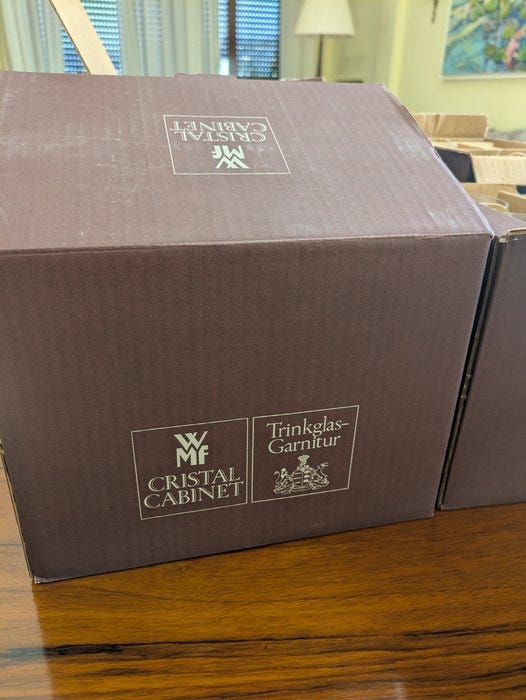 CRISTAL
CABINET
WMF
WMF
CRISTAL
CABINET
Trinkglas-
Garnitur